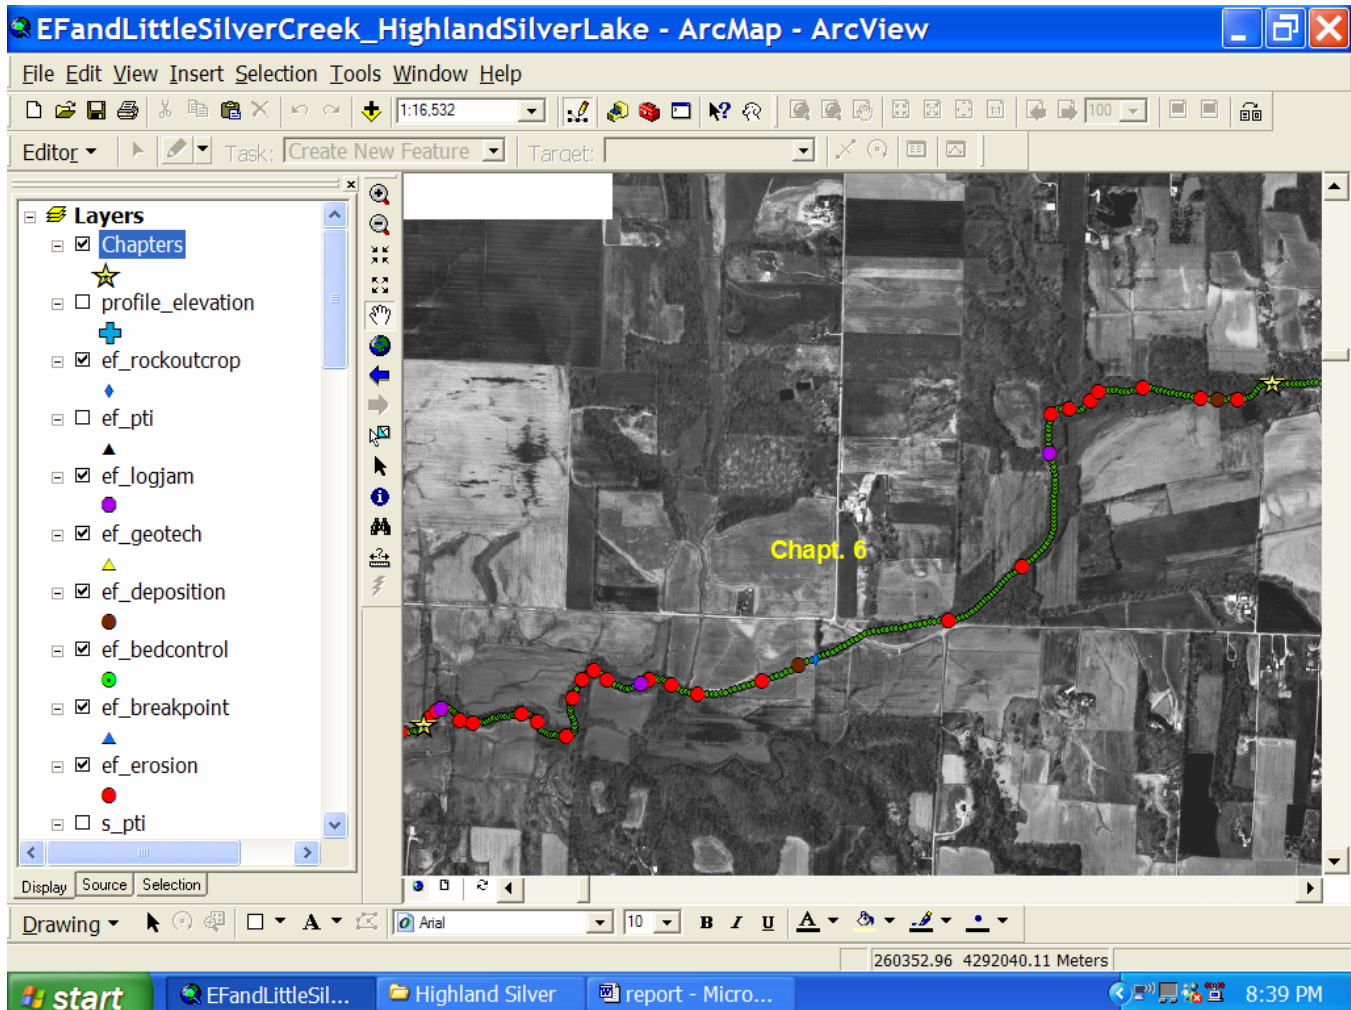 EFandLittleSilverCreek_HighlandSilverLake - ArcMap - ArcView
File Edit View Insert Selection Tools Window Help
1:16,532
1:1
100
Editor Task: Create New Feature Target:
Layers
Chapters
profile_elevation
ef_rockoutcrop
ef_pti
ef_logjam
ef_geotech
ef_deposition
ef_bedcontrol
ef_breakpoint
ef_erosion
s_pti
Chapt. 6
Display Source Selection
Drawing A Arial 10 B I U A
260352.96 4292040.11 Meters
start EFandLittleSil... Highland Silver report - Micro... 8:39 PM